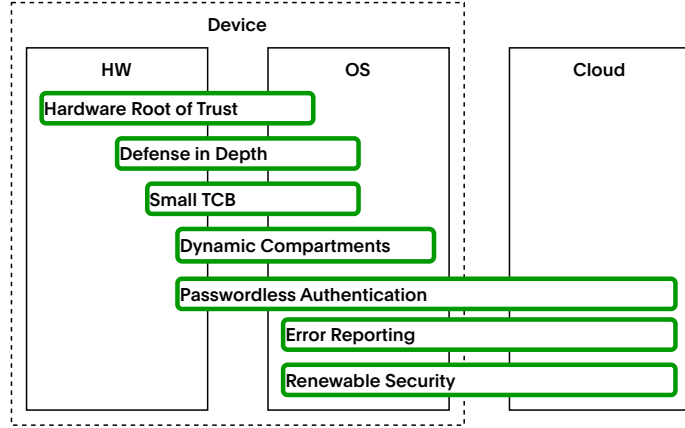 Device
HW
OS
Cloud
Hardware Root of Trust
Defense in Depth
Small TCB
Dynamic Compartments
Passwordless Authentication
Error Reporting
Renewable Security